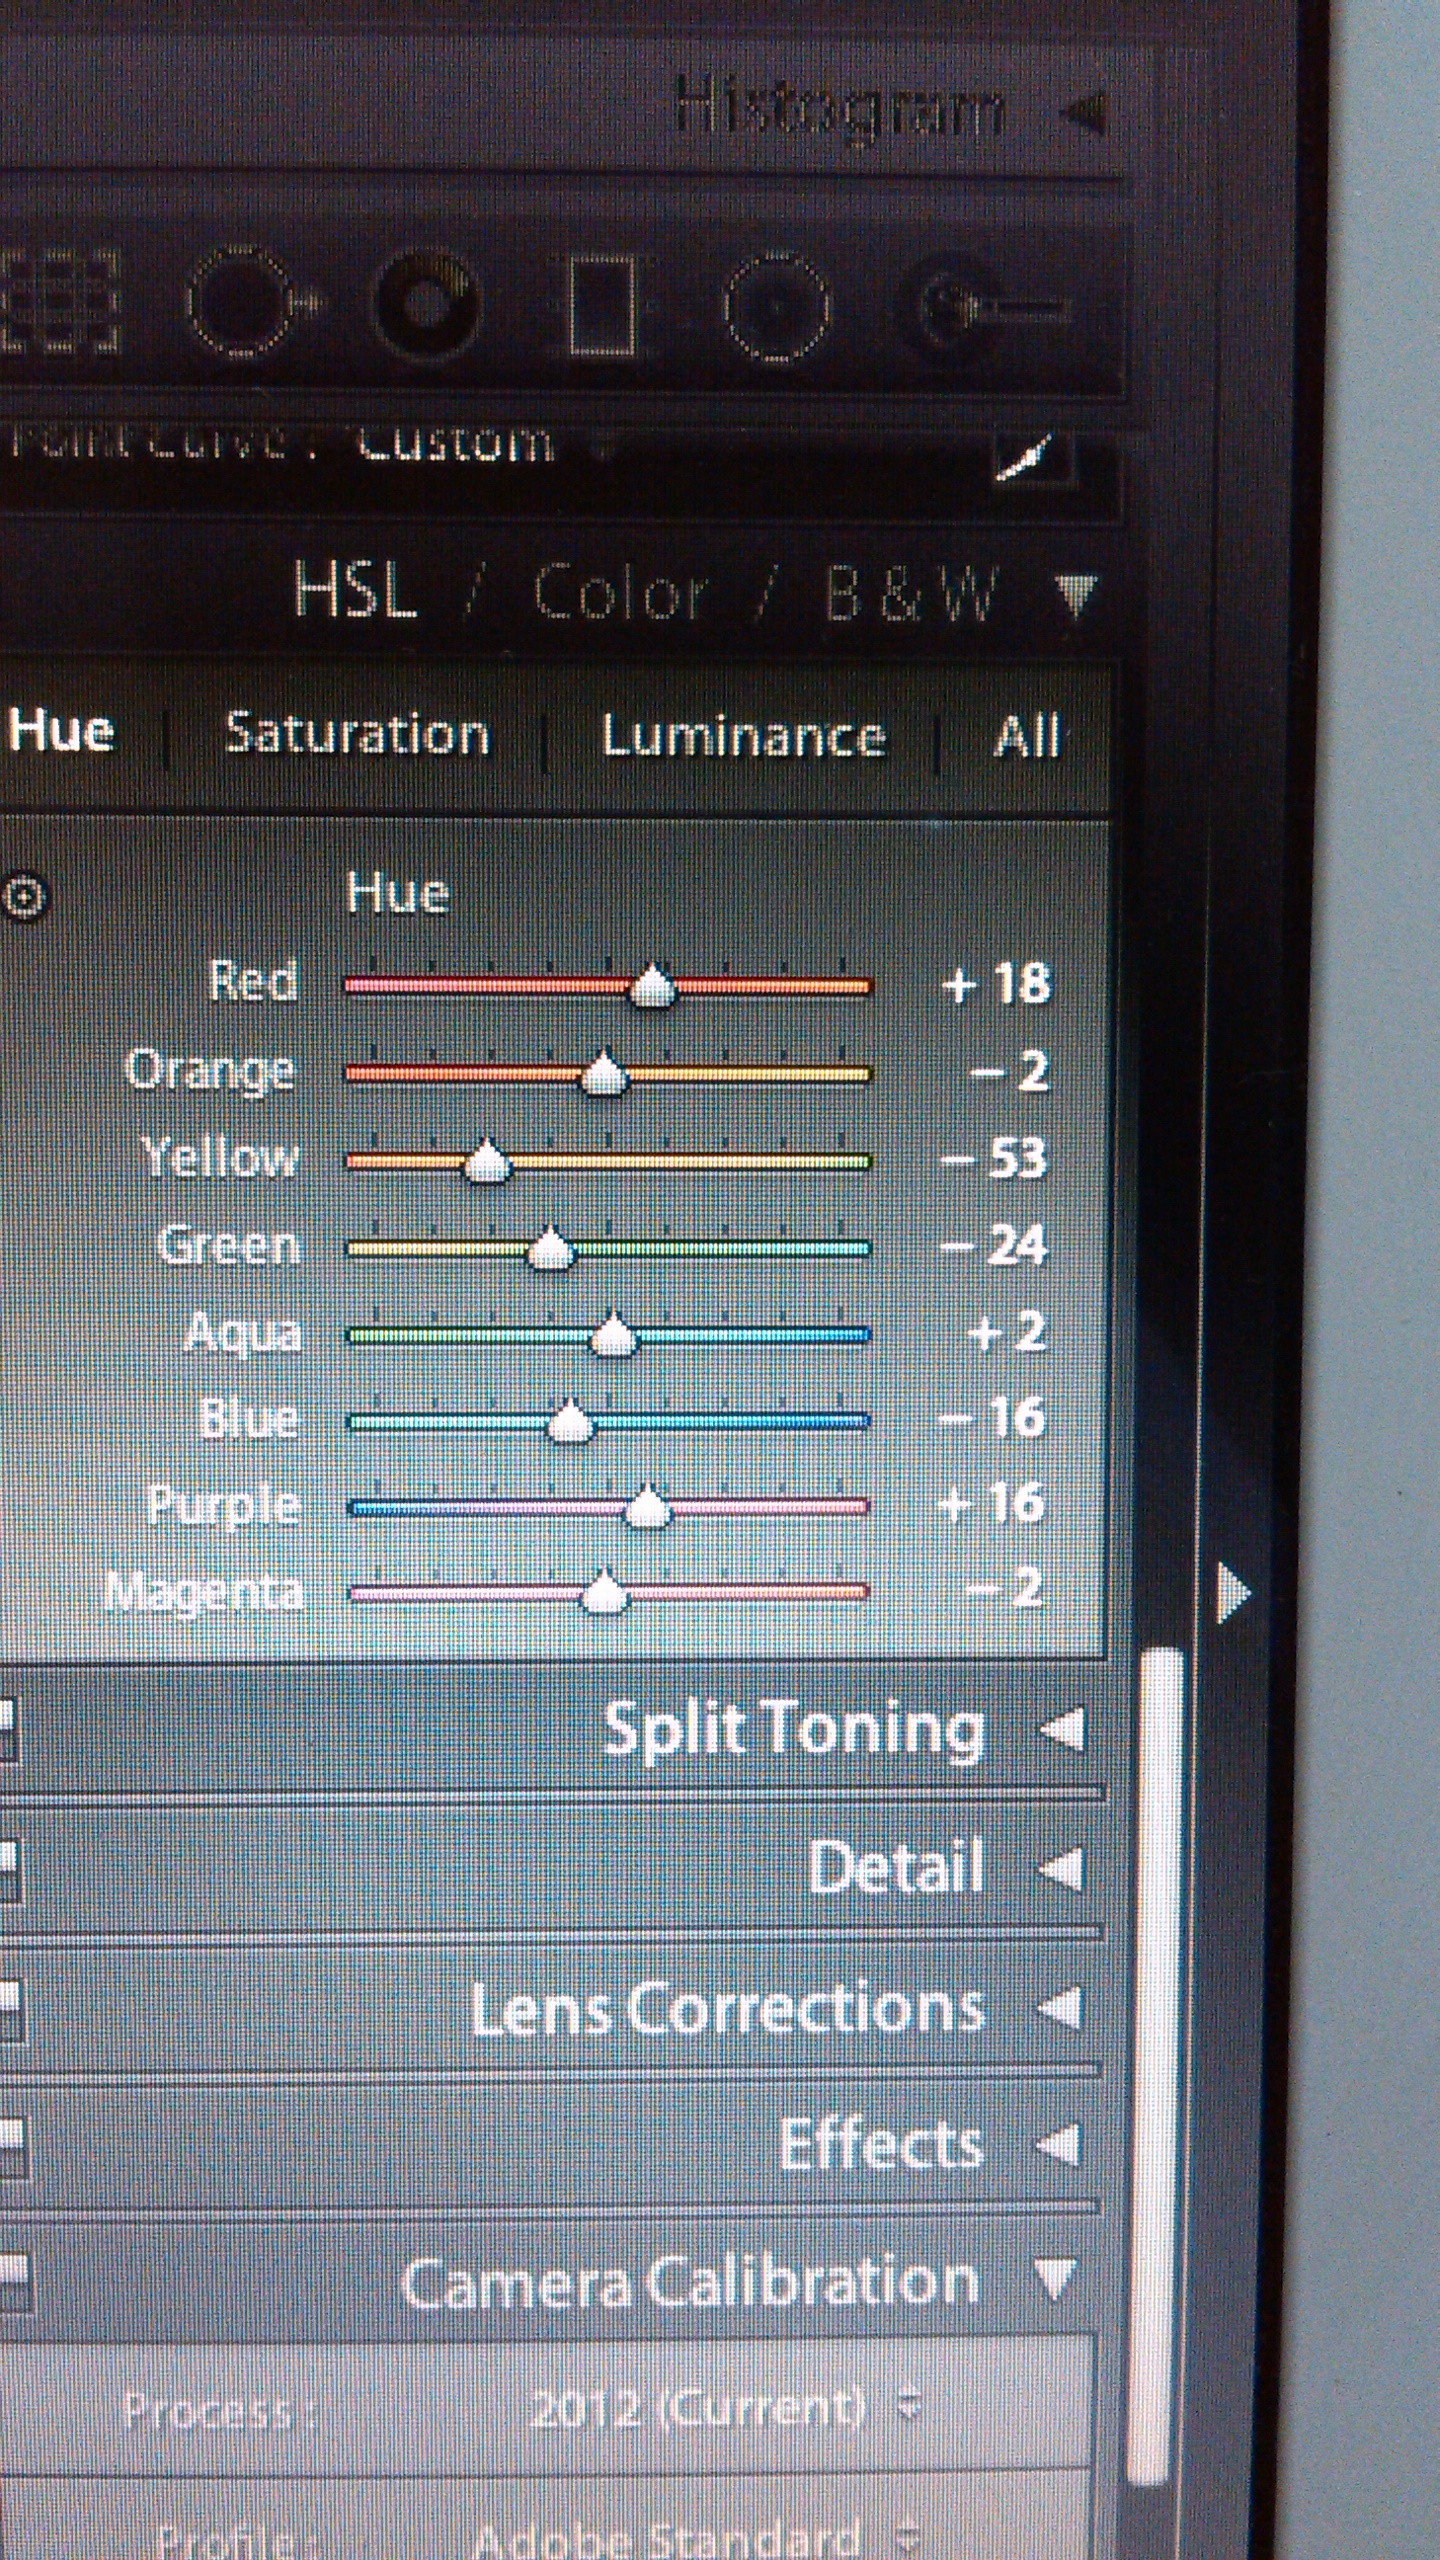 Histogram
Point Curve : Custom
HSL / Color / B & W
Hue | Saturation | Luminance | All
Hue
Red + 18
Orange − 2
Yellow − 53
Green − 24
Aqua + 2
Blue − 16
Purple + 16
Magenta − 2
Split Toning
Detail
Lens Corrections
Effects
Camera Calibration
Process : 2012 (Current)
Profile : Adobe Standard